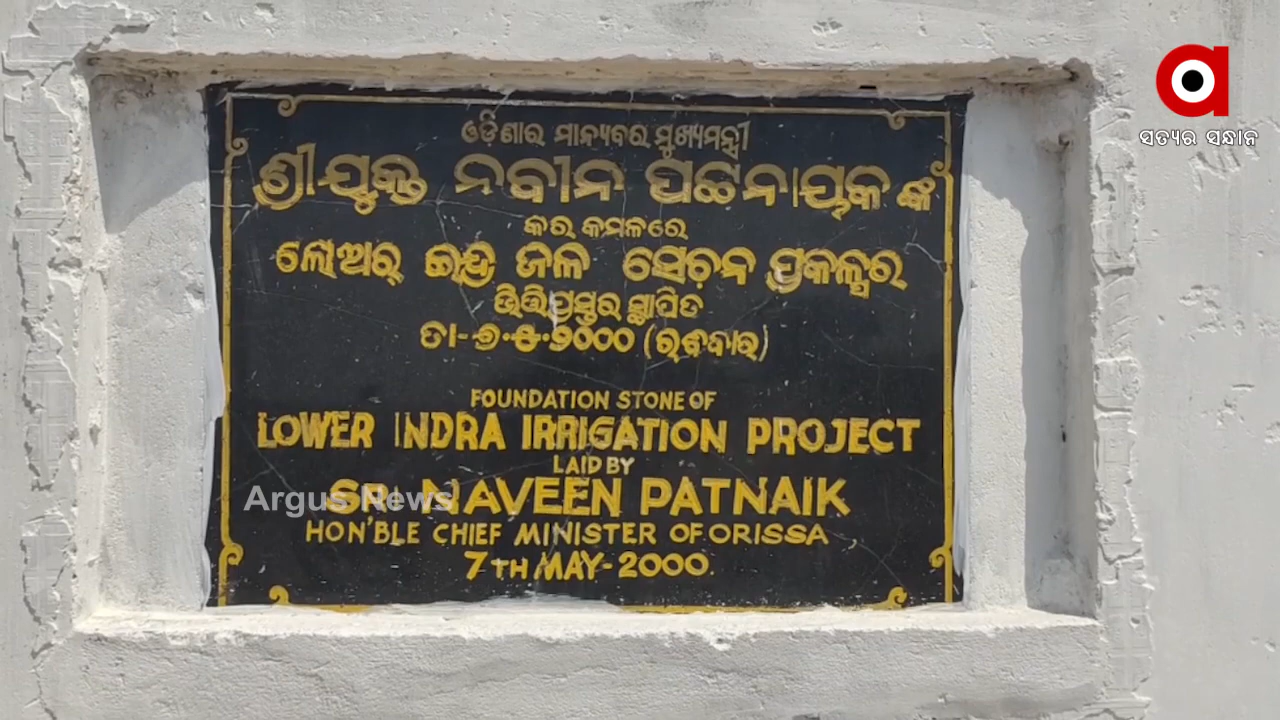 ଓଡ଼ିଶାର ମାନ୍ୟବର ମୁଖ୍ୟମନ୍ତ୍ରୀ
ଶ୍ରୀଯୁକ୍ତ ନବୀନ ପଟ୍ଟନାୟକ ଙ୍କ
କର କମଳରେ
ଲୋଅର୍ ଇନ୍ଦ୍ର ଜଳ ସେଚନ ପ୍ରକଳ୍ପର
ଭିତ୍ତିପ୍ରସ୍ତର ସ୍ଥାପିତ
ତା-୭-୫-୨୦୦୦ (ରବିବାର)
FOUNDATION STONE OF
LOWER INDRA IRRIGATION PROJECT
LAID BY
SRI NAVEEN PATNAIK
HON'BLE CHIEF MINISTER OF ORISSA
7TH MAY-2000.
Argus News
a
ସତ୍ୟର ସନ୍ଧାନ